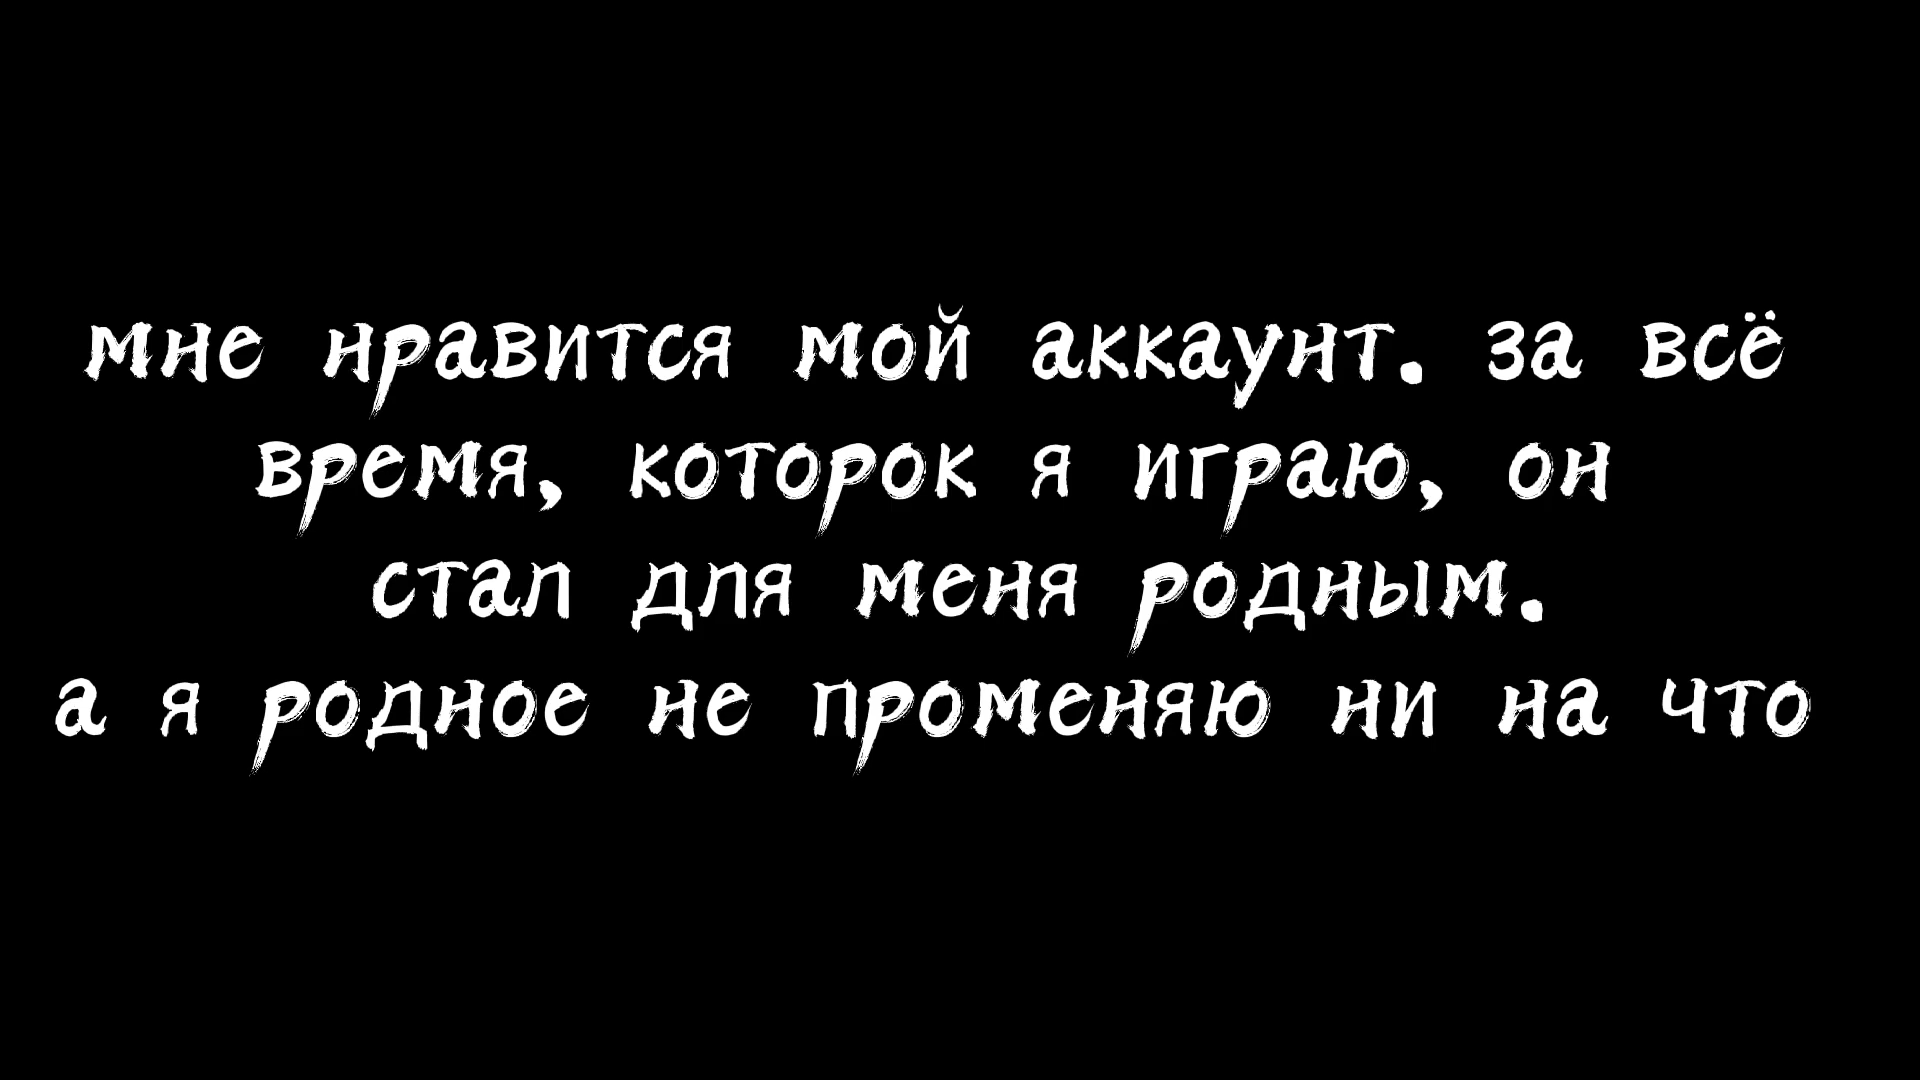 мне нравится мой аккаунт. за всё
время, которок я играю, он
стал для меня родным.
а я родное не променяю ни на что